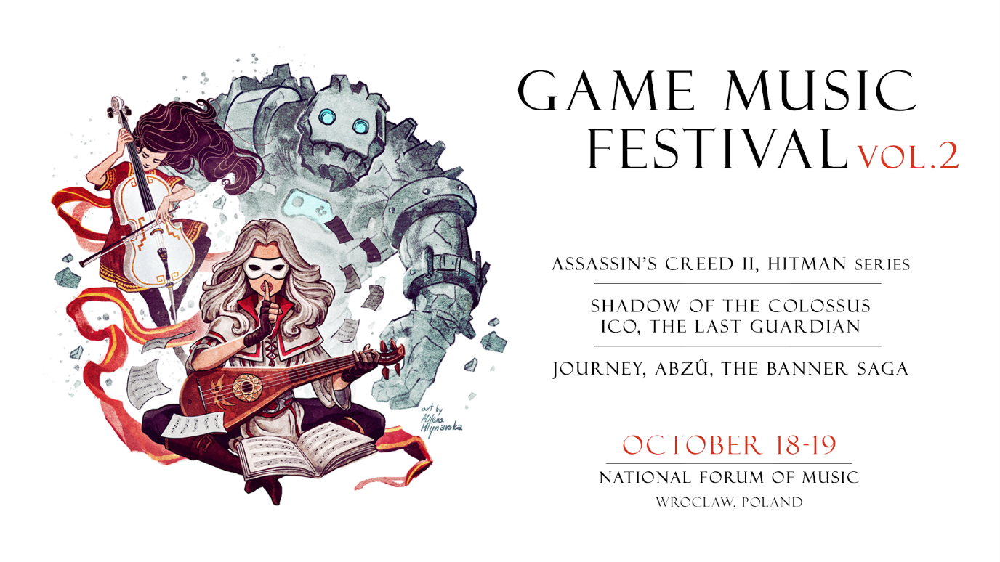 GAME MUSIC
FESTIVAL VOL.2
ASSASSIN'S CREED II, HITMAN SERIES
SHADOW OF THE COLOSSUS
ICO, THE LAST GUARDIAN
JOURNEY, ABZÛ, THE BANNER SAGA
art by
Milena
Młynarska
OCTOBER 18-19
NATIONAL FORUM OF MUSIC
WROCLAW, POLAND